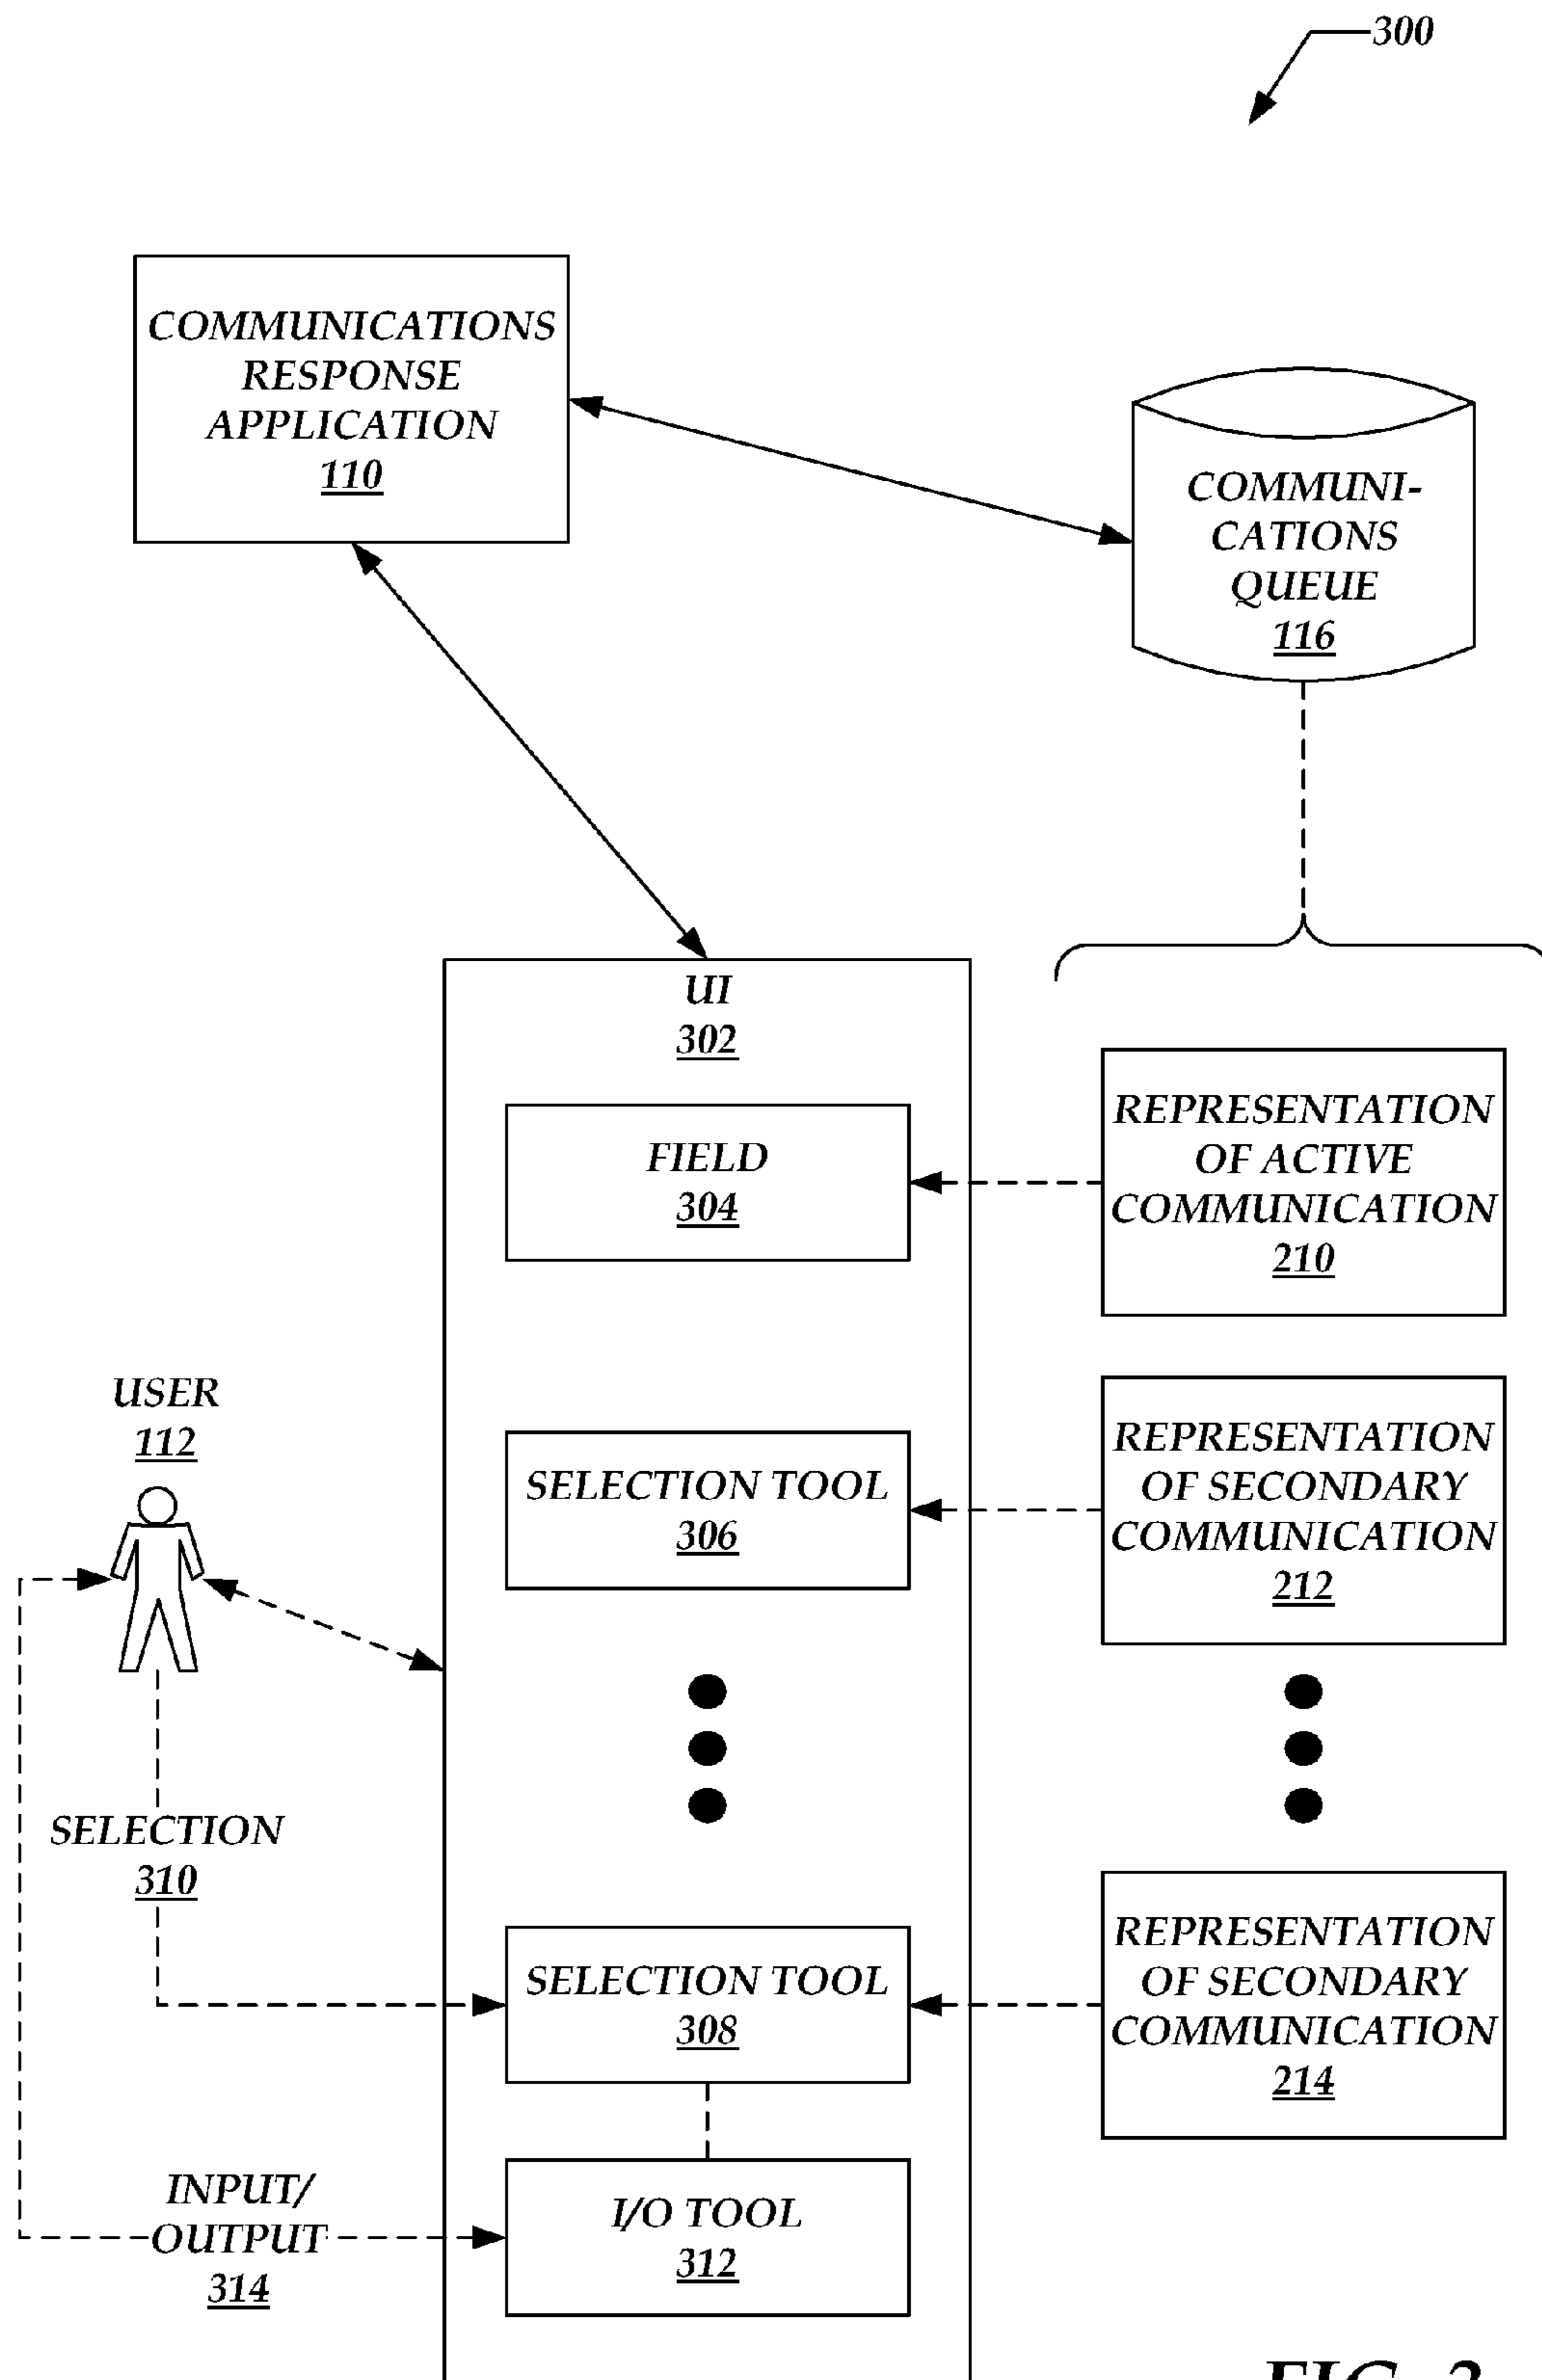 300
COMMUNICATIONS
RESPONSE
APPLICATION
110
COMMUNI-
CATIONS
QUEUE
116
UI
302
FIELD
304
REPRESENTATION
OF ACTIVE
COMMUNICATION
210
USER
112
SELECTION TOOL
306
REPRESENTATION
OF SECONDARY
COMMUNICATION
212
SELECTION
310
SELECTION TOOL
308
REPRESENTATION
OF SECONDARY
COMMUNICATION
214
INPUT/
OUTPUT
314
I/O TOOL
312
FIG. 3